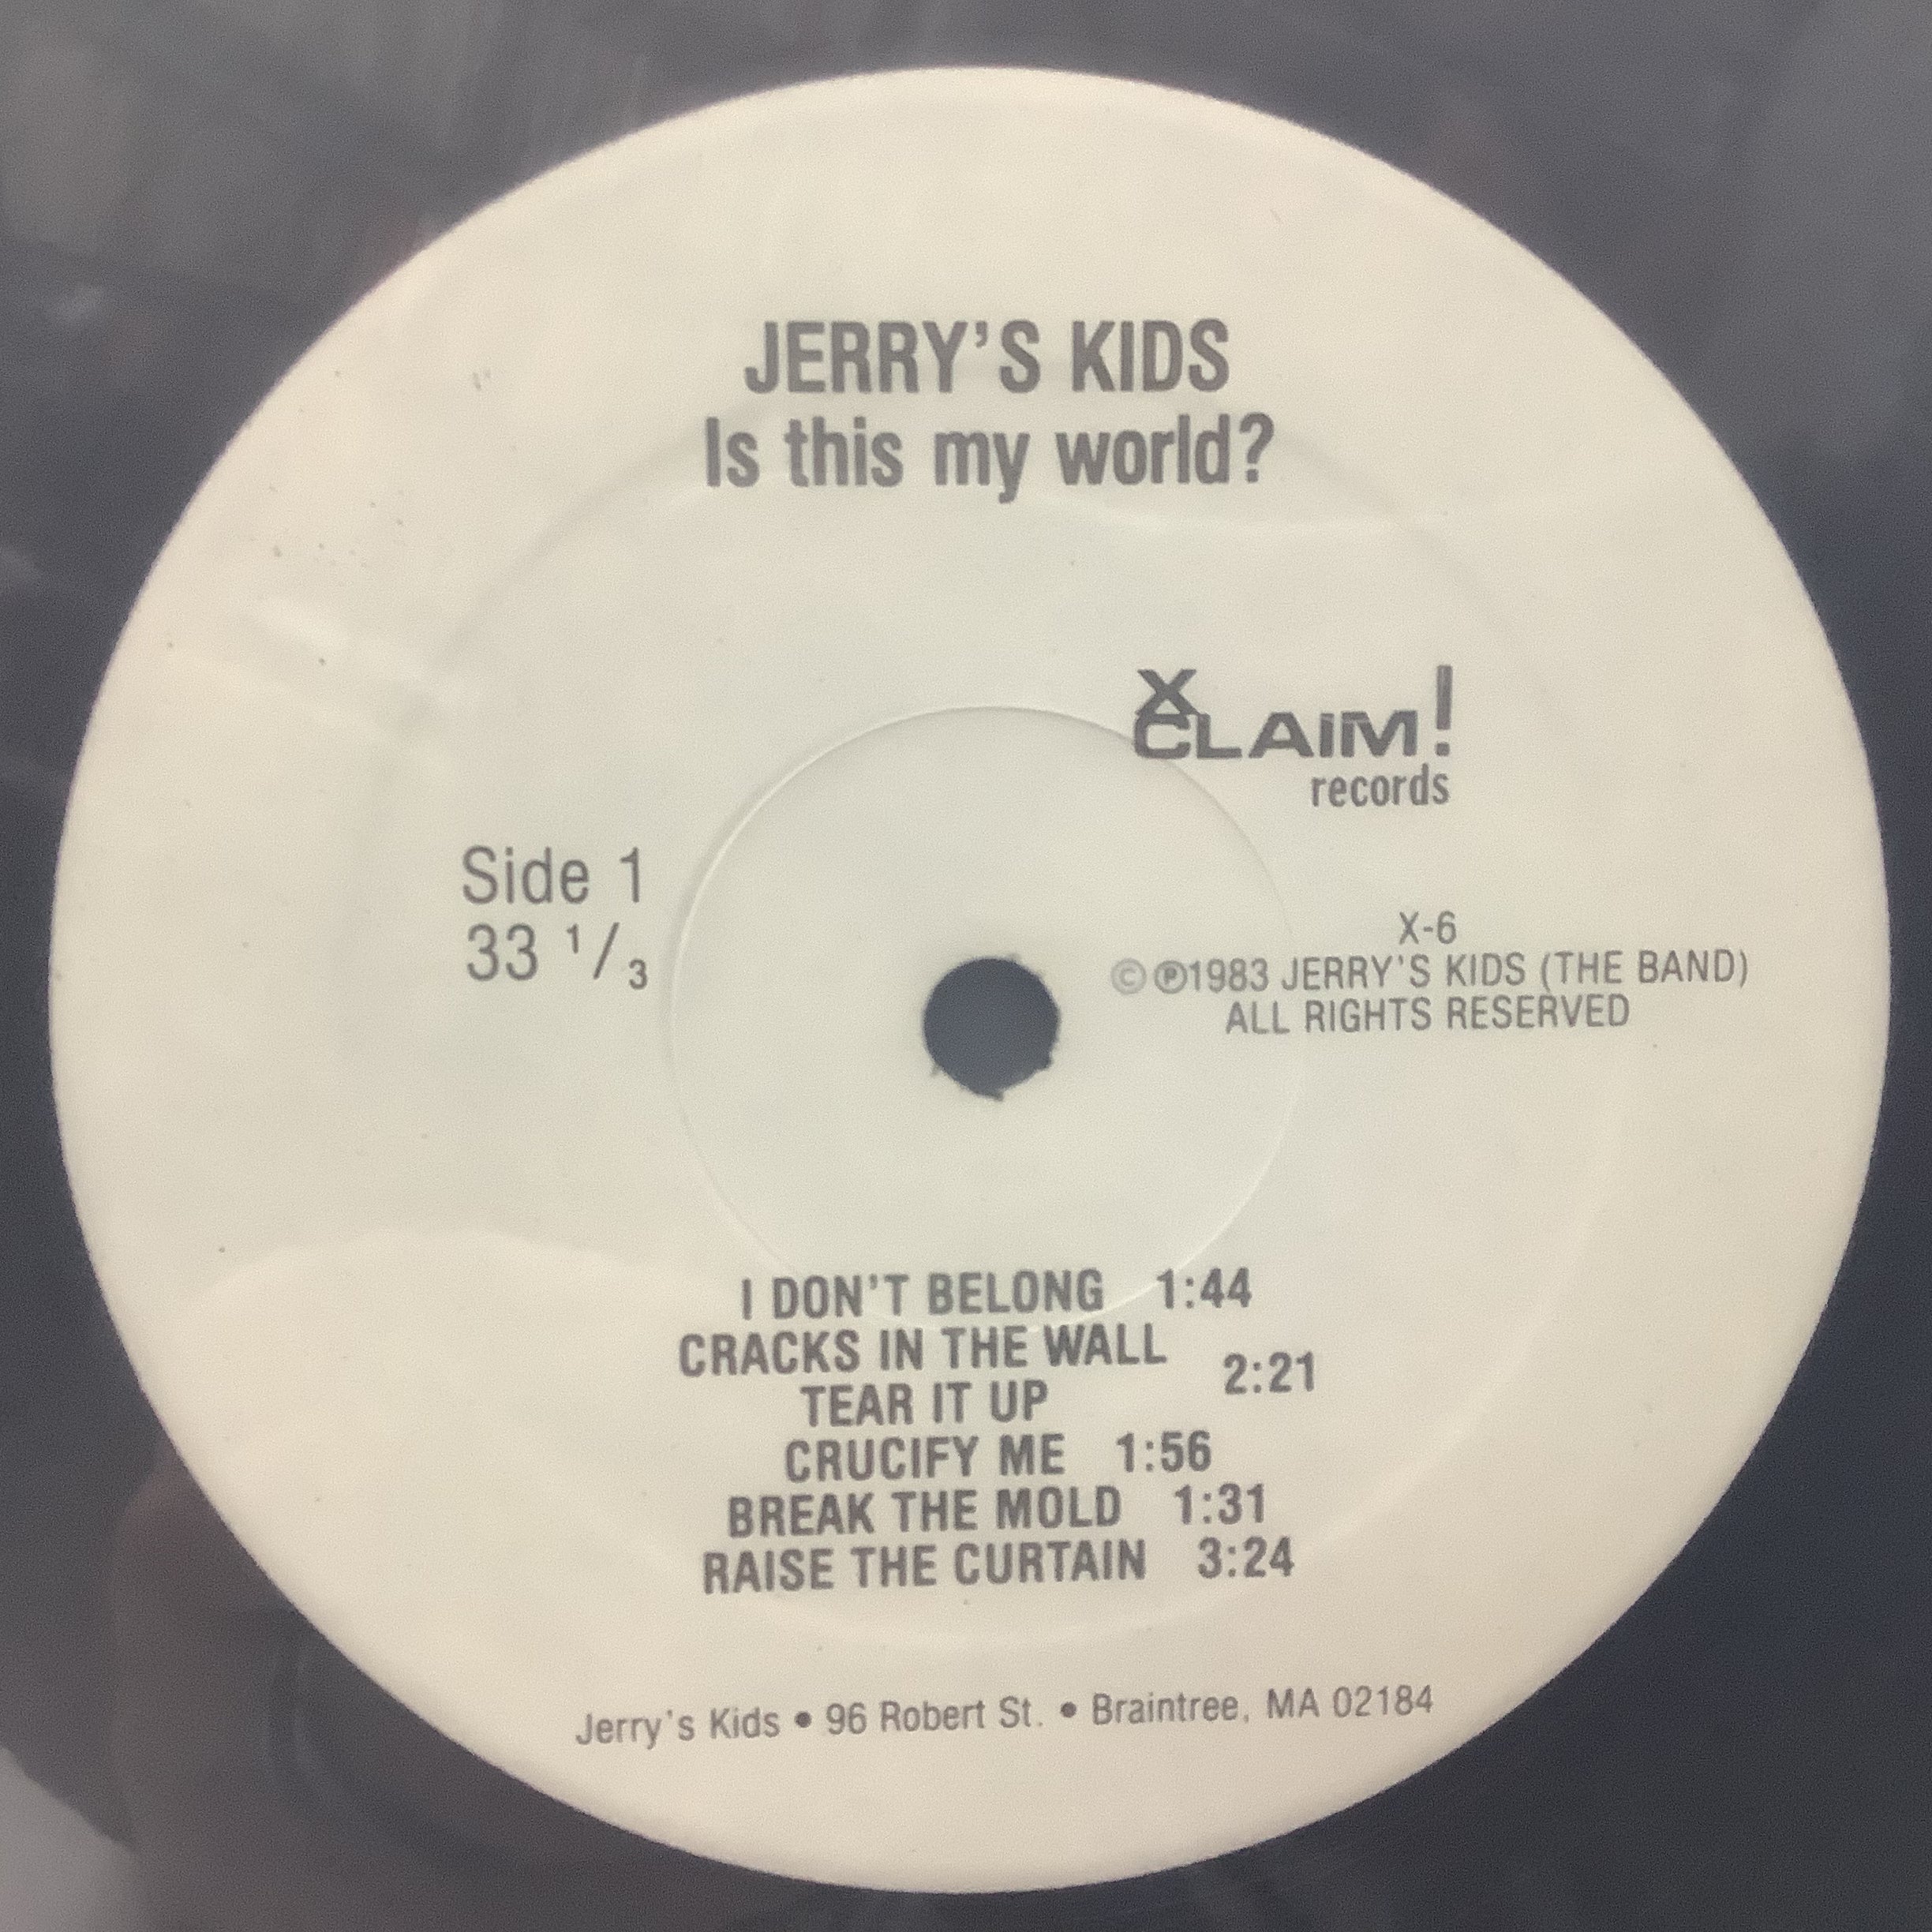 JERRY'S KIDS
Is this my world?
XCLAIM!
records
Side 1
33 1/3
X-6
©℗1983 JERRY'S KIDS (THE BAND)
ALL RIGHTS RESERVED
I DON'T BELONG 1:44
CRACKS IN THE WALL
2:21
TEAR IT UP
CRUCIFY ME 1:56
BREAK THE MOLD 1:31
RAISE THE CURTAIN 3:24
Jerry's Kids • 96 Robert St. • Braintree, MA 02184